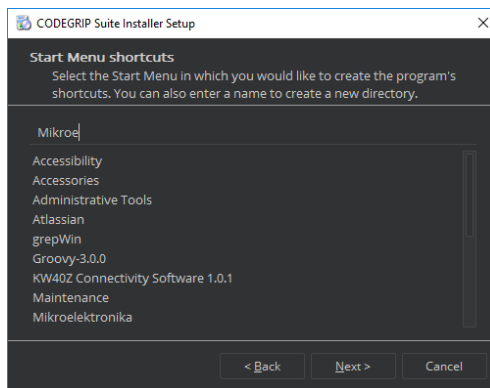 CODEGRIP Suite Installer Setup
Start Menu shortcuts
Select the Start Menu in which you would like to create the program's
shortcuts. You can also enter a name to create a new directory.
Mikroe
Accessibility
Accessories
Administrative Tools
Atlassian
grepWin
Groovy-3.0.0
KW40Z Connectivity Software 1.0.1
Maintenance
Mikroelektronika
< Back Next > Cancel